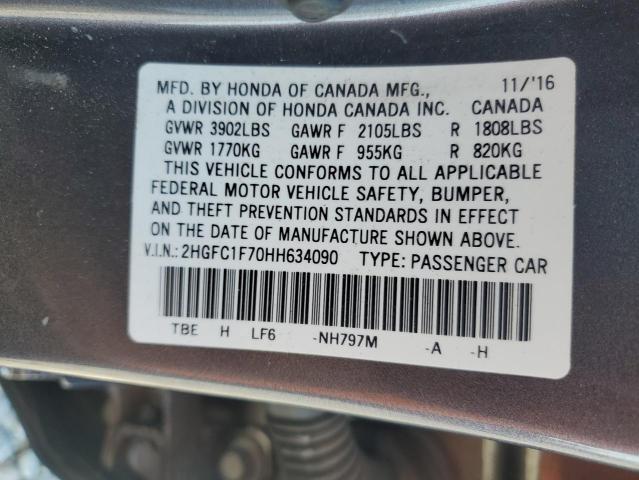 MFD. BY HONDA OF CANADA MFG., 11/'16
A DIVISION OF HONDA CANADA INC. CANADA
GVWR 3902LBS GAWR F 2105LBS R 1808LBS
GVWR 1770KG GAWR F 955KG R 820KG
THIS VEHICLE CONFORMS TO ALL APPLICABLE
FEDERAL MOTOR VEHICLE SAFETY, BUMPER,
AND THEFT PREVENTION STANDARDS IN EFFECT
ON THE DATE OF MANUFACTURE SHOWN ABOVE.
V.I.N.: 2HGFC1F70HH634090 TYPE: PASSENGER CAR
TBE H LF6 -NH797M -A -H